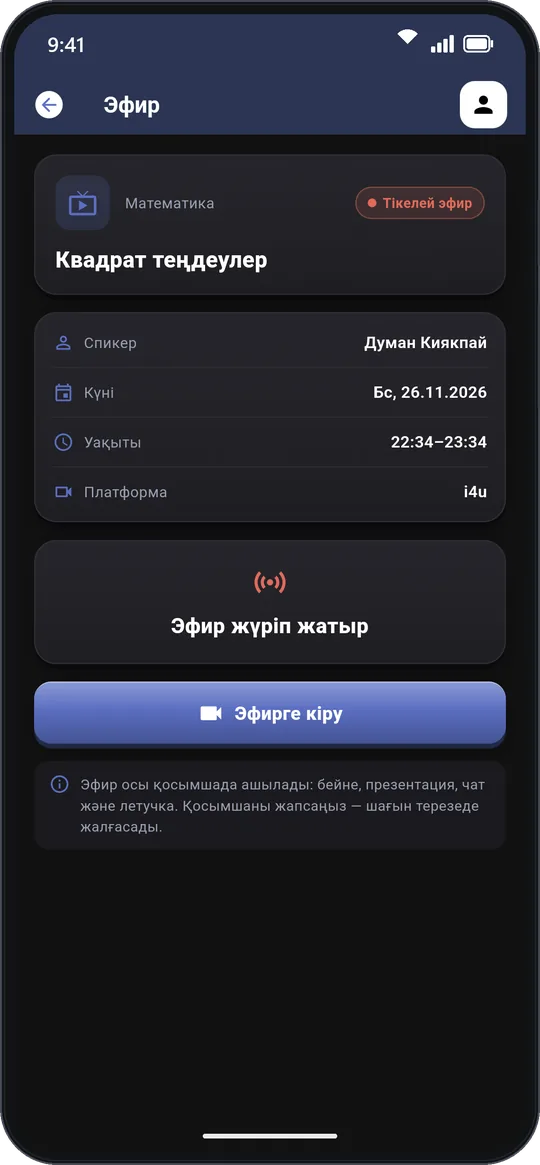 9:41
Эфир
Математика
Тікелей эфир
Квадрат теңдеулер
Спикер
Думан Киякпай
Күні
Бс, 26.11.2026
Уақыты
22:34–23:34
Платформа
i4u
Эфир жүріп жатыр
Эфирге кіру
Эфир осы қосымшада ашылады: бейне, презентация, чат
және летучка. Қосымшаны жапсаңыз — шағын терезеде
жалғасады.